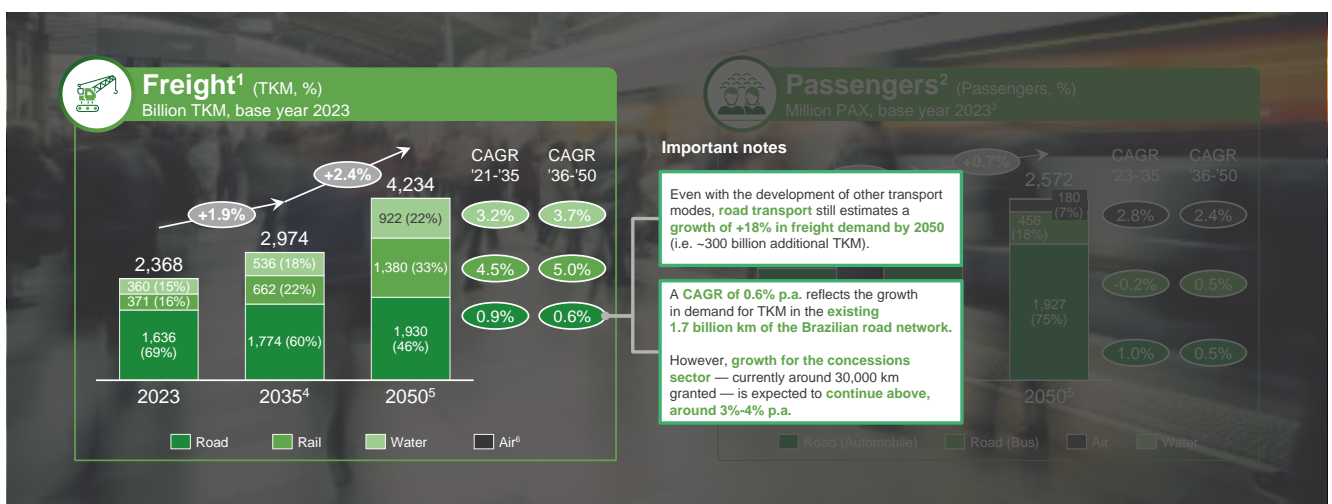 Freight¹ (TKM, %)
Billion TKM, base year 2023
CAGR '21-'35
CAGR '36-'50
+1.9%
+2.4%
2,368
2,974
4,234
360 (15%)
371 (16%)
1,636 (69%)
536 (18%)
662 (22%)
1,774 (60%)
922 (22%)
1,380 (33%)
1,930 (46%)
3.2%
3.7%
4.5%
5.0%
0.9%
0.6%
2023
2035⁴
2050⁵
Road
Rail
Water
Air⁶
Important notes
Even with the development of other transport
modes, road transport still estimates a
growth of +18% in freight demand by 2050
(i.e. ~300 billion additional TKM).
A CAGR of 0.6% p.a. reflects the growth
in demand for TKM in the existing
1.7 billion km of the Brazilian road network.
However, growth for the concessions
sector — currently around 30,000 km
granted — is expected to continue above,
around 3%-4% p.a.
Passengers² (Passengers, %)
Million PAX, base year 2023³
+0.7%
CAGR '23-'35
CAGR '36-'50
2,572
180 (7%)
456 (18%)
1,927 (75%)
2.8%
2.4%
-0.2%
0.5%
1.0%
0.5%
2050⁵
Road (Automobile)
Road (Bus)
Air
Water